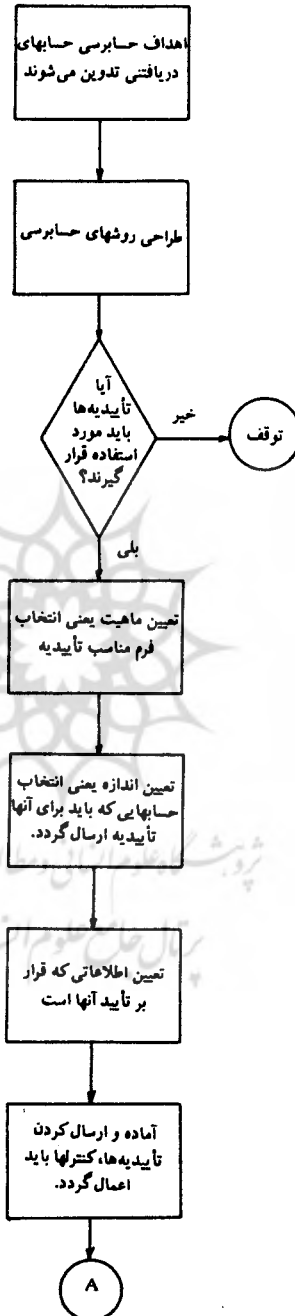 اهداف حسابرسی حسابهای
دریافتنی تدوین می‌شوند
طراحی روشهای حسابرسی
آیا
تأییدیه‌ها
باید مورد
استفاده قرار
گیرند؟
خیر
توقف
بلی
تعیین ماهیت یعنی انتخاب
فرم مناسب تأییدیه
تعیین اندازه یعنی انتخاب
حسابهایی که باید برای آنها
تأییدیه ارسال گردد.
تعیین اطلاعاتی که قرار
بر تأیید آنها است
آماده و ارسال کردن
تأییدیه‌ها، کنترلها باید
اعمال گردد.
A